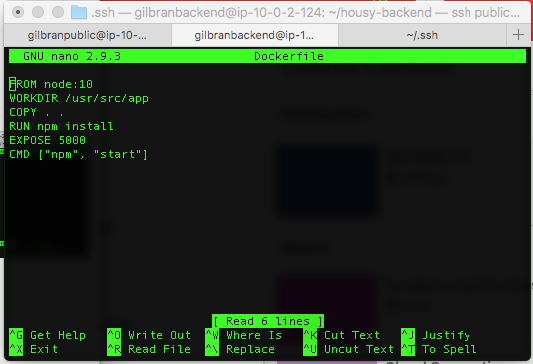 .ssh — gilbranbackend@ip-10-0-2-124: ~/housy-backend — ssh public...
gilbranpublic@ip-10-... gilbranbackend@ip-1... ~/.ssh +
GNU nano 2.9.3 Dockerfile
FROM node:10
WORKDIR /usr/src/app
COPY . .
RUN npm install
EXPOSE 5000
CMD ["npm", "start"]
[ Read 6 lines ]
^G Get Help ^O Write Out ^W Where Is ^K Cut Text ^J Justify
^X Exit ^R Read File ^\ Replace ^U Uncut Text ^T To Spell